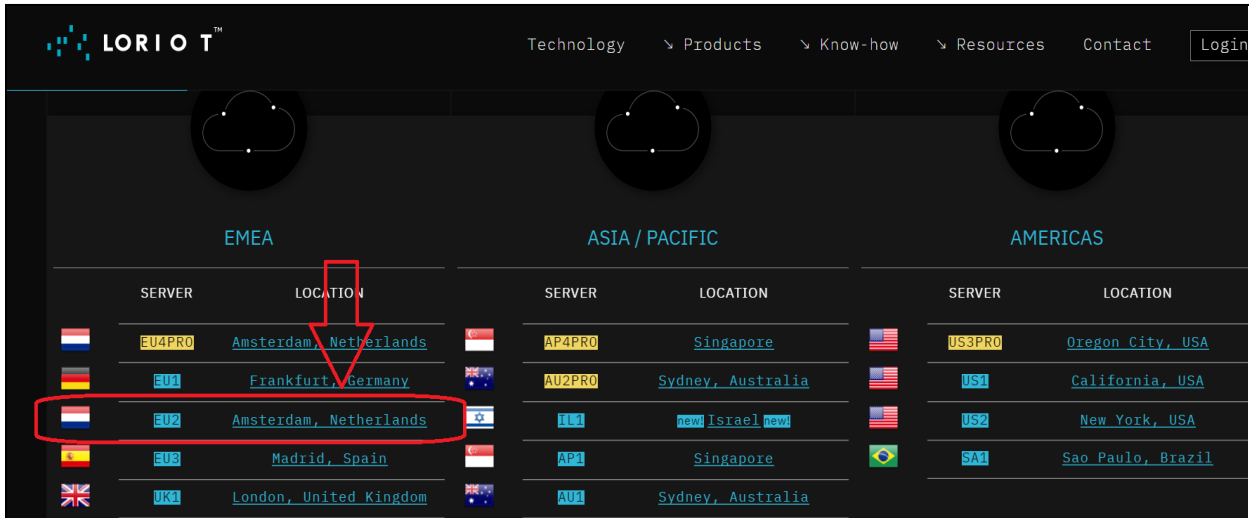 LORIOT™
Technology ↘ Products ↘ Know-how ↘ Resources Contact Login
EMEA
SERVER LOCATION
EU4PRO Amsterdam, Netherlands
EU1 Frankfurt, Germany
EU2 Amsterdam, Netherlands
EU3 Madrid, Spain
UK1 London, United Kingdom
ASIA / PACIFIC
SERVER LOCATION
AP4PRO Singapore
AU2PRO Sydney, Australia
IL1 new! Israel new!
AP1 Singapore
AU1 Sydney, Australia
AMERICAS
SERVER LOCATION
US3PRO Oregon City, USA
US1 California, USA
US2 New York, USA
SA1 Sao Paulo, Brazil